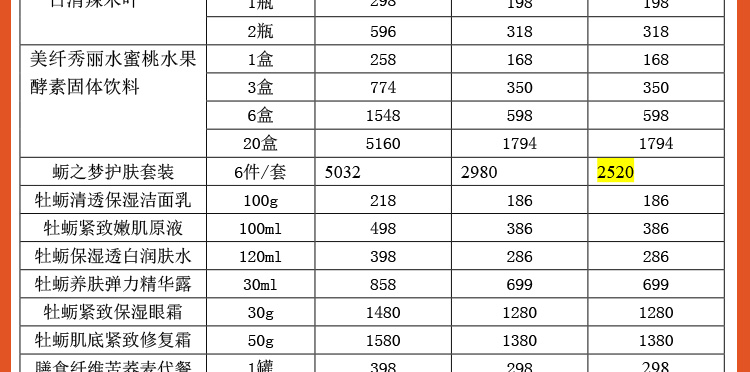 1瓶 298 198 198
2瓶 596 318 318
美纤秀丽水蜜桃水果 1盒 258 168 168
酵素固体饮料 3盒 774 350 350
6盒 1548 598 598
20盒 5160 1794 1794
蛎之梦护肤套装 6件/套 5032 2980 2520
牡蛎清透保湿洁面乳 100g 218 186 186
牡蛎紧致嫩肌原液 100ml 498 386 386
牡蛎保湿透白润肤水 120ml 398 286 286
牡蛎养肤弹力精华露 30ml 858 699 699
牡蛎紧致保湿眼霜 30g 1480 1280 1280
牡蛎肌底紧致修复霜 50g 1580 1380 1380
膳食纤维苦荞麦代餐 1罐 398 298 298